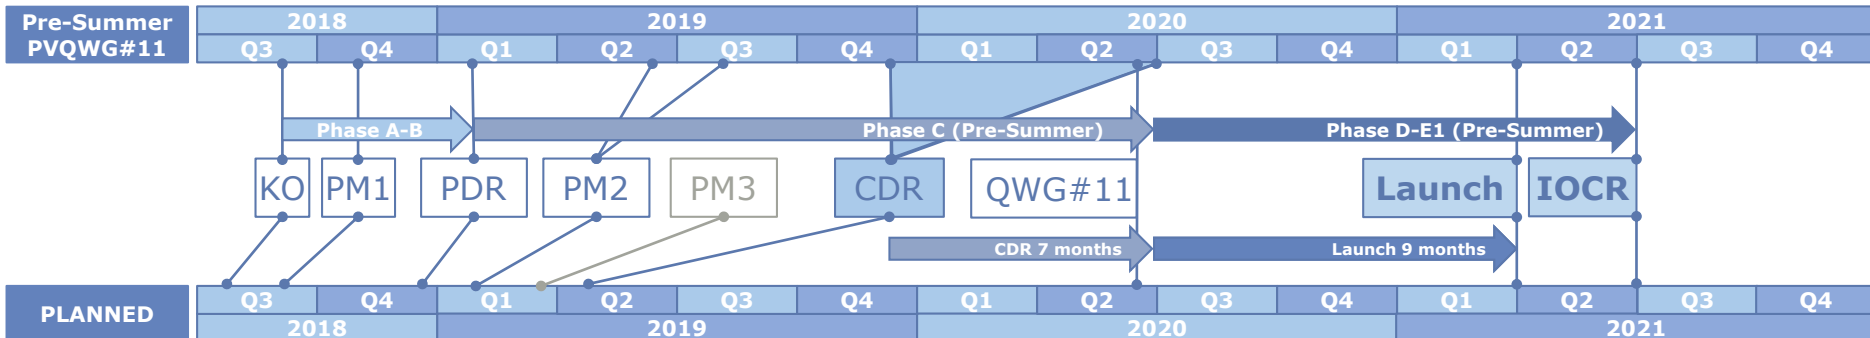 Pre-Summer
PVQWG#11
2018 2019 2020 2021
Q3 Q4 Q1 Q2 Q3 Q4 Q1 Q2 Q3 Q4 Q1 Q2 Q3 Q4
Phase A-B Phase C (Pre-Summer) Phase D-E1 (Pre-Summer)
KO PM1 PDR PM2 PM3 CDR QWG#11 Launch IOCR
CDR 7 months Launch 9 months
PLANNED
Q3 Q4 Q1 Q2 Q3 Q4 Q1 Q2 Q3 Q4 Q1 Q2 Q3 Q4
2018 2019 2020 2021